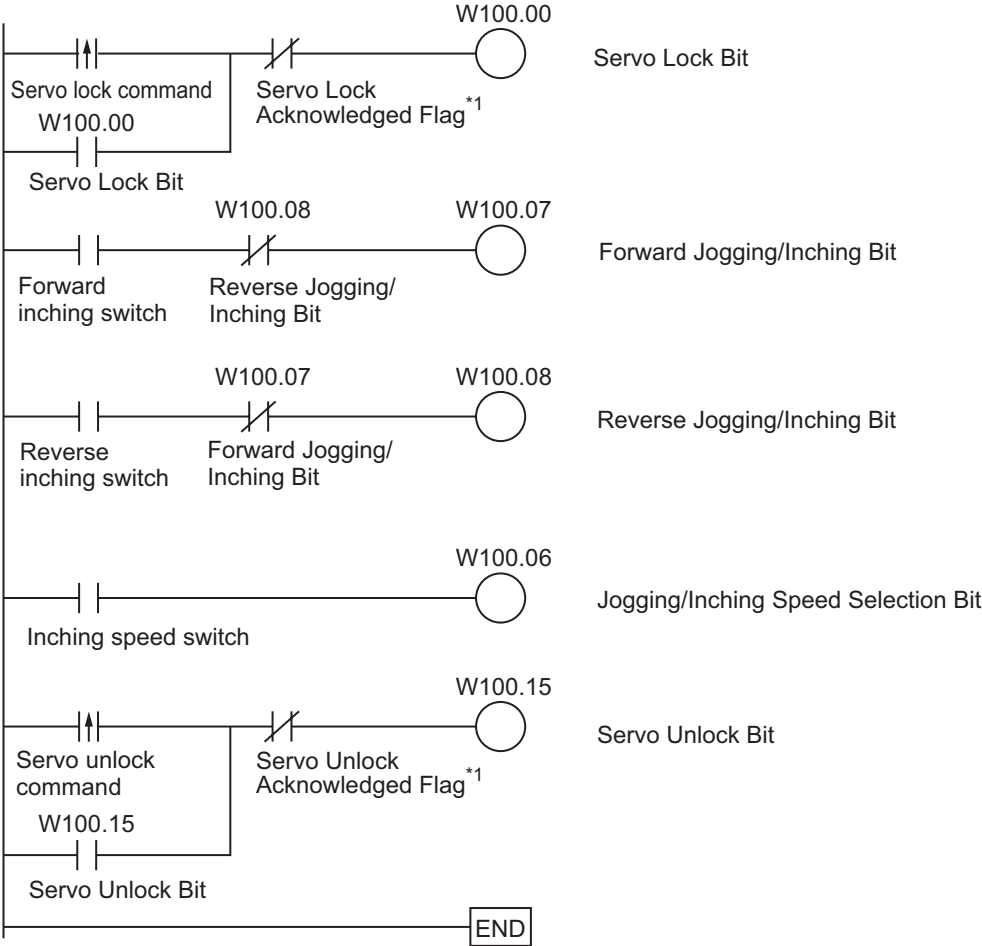 W100.00
Servo Lock Bit
Servo lock command
Servo Lock
Acknowledged Flag*1
W100.00
Servo Lock Bit
W100.08
W100.07
Forward Jogging/Inching Bit
Forward
inching switch
Reverse Jogging/
Inching Bit
W100.07
W100.08
Reverse Jogging/Inching Bit
Reverse
inching switch
Forward Jogging/
Inching Bit
W100.06
Jogging/Inching Speed Selection Bit
Inching speed switch
W100.15
Servo Unlock Bit
Servo unlock
command
Servo Unlock
Acknowledged Flag*1
W100.15
Servo Unlock Bit
END